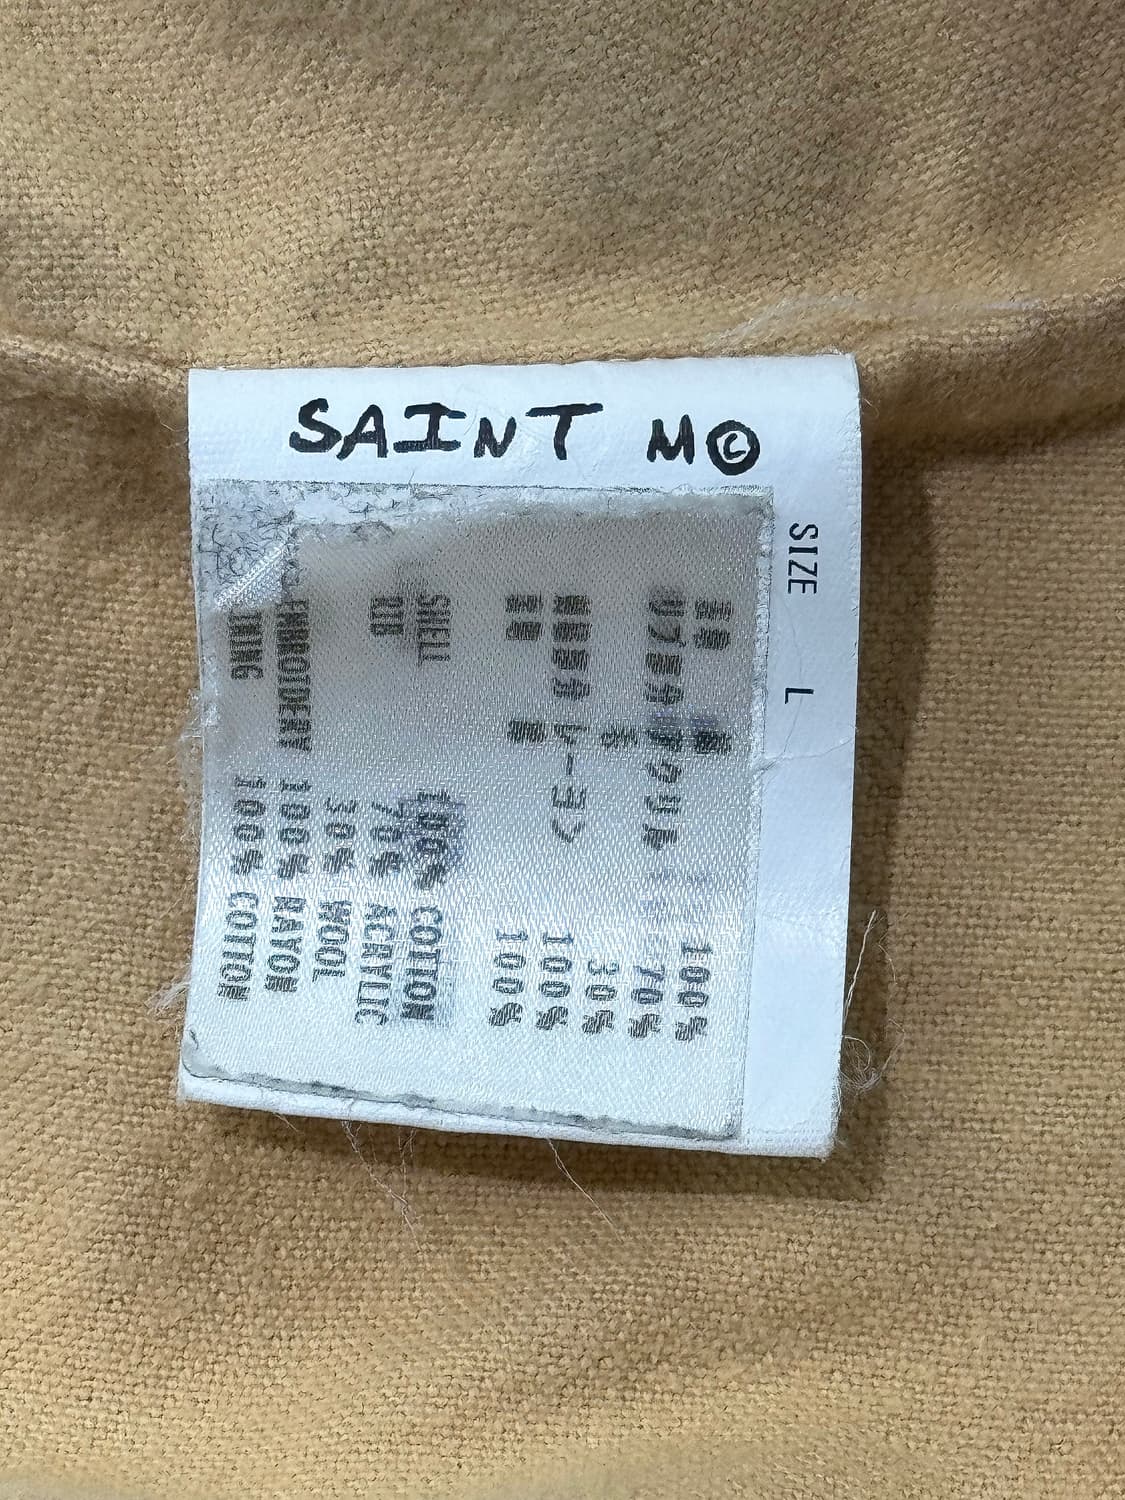 SAINT M©
SIZE L
100%
70%
30%
100%
100%
SHELL 100% COTTON
RIB 70% ACRYLIC
30% WOOL
EMBROIDERY 100% RAYON
100% COTTON